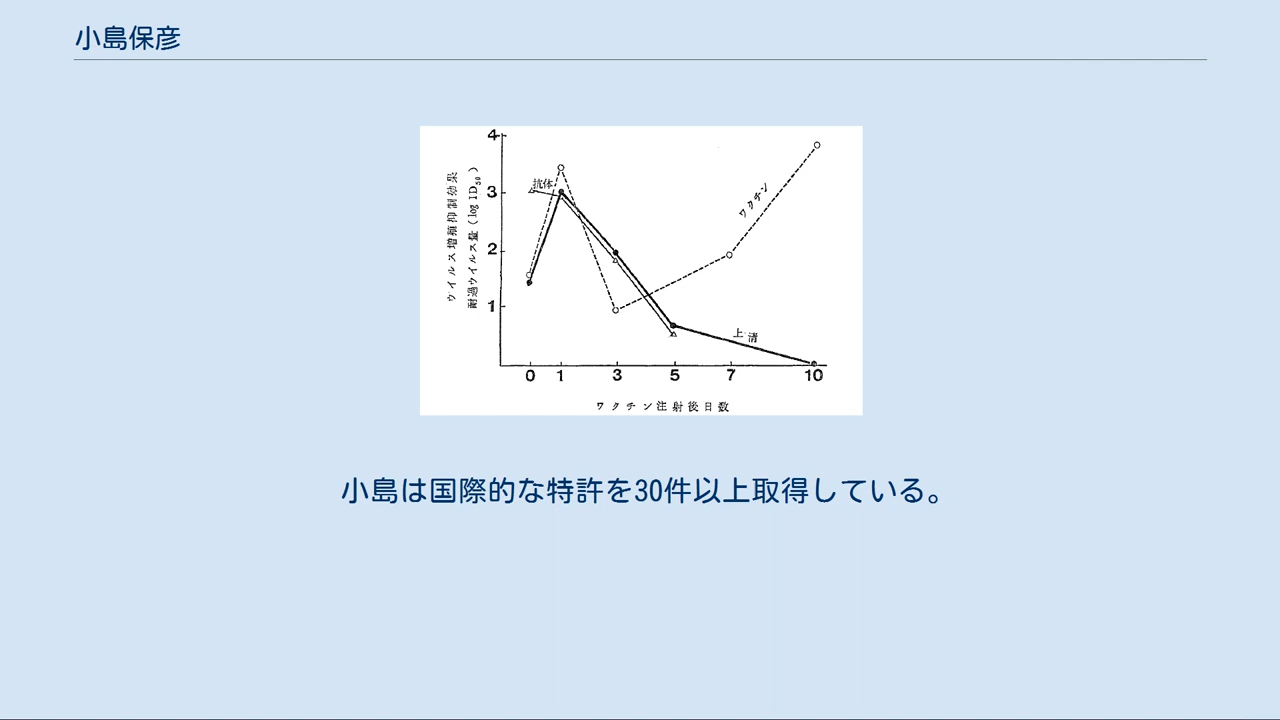 小島保彦
ウイルス増殖抑制効果
耐過ウイルス量(log ID50)
4
3
2
1
抗体
ワクチン
上清
0 1 3 5 7 10
ワクチン注射後日数
小島は国際的な特許を30件以上取得している。